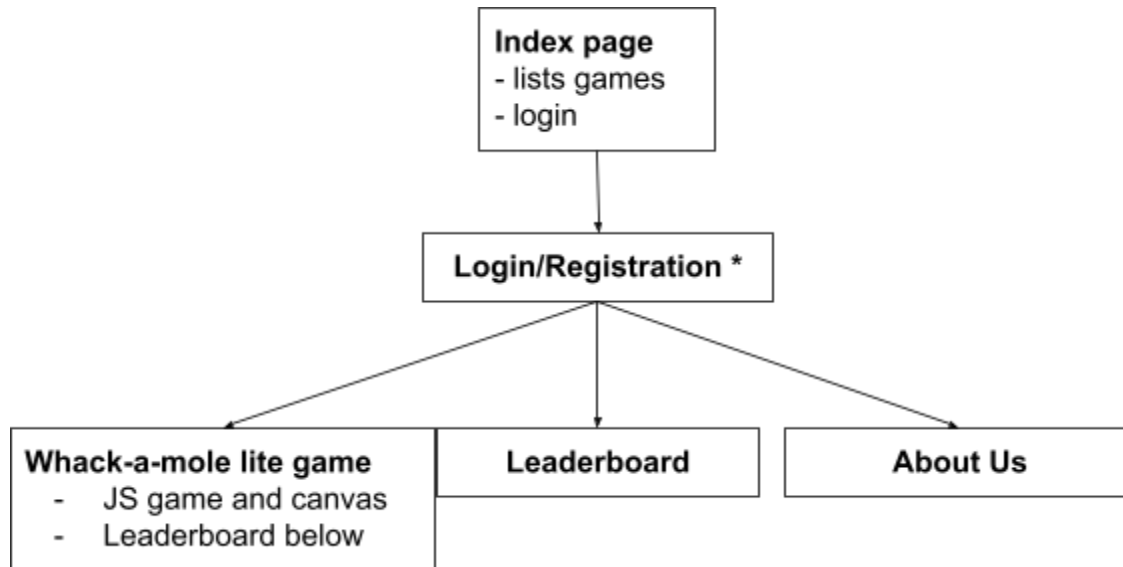 Index page
- lists games
- login
Login/Registration *
Whack-a-mole lite game
- JS game and canvas
- Leaderboard below
Leaderboard
About Us